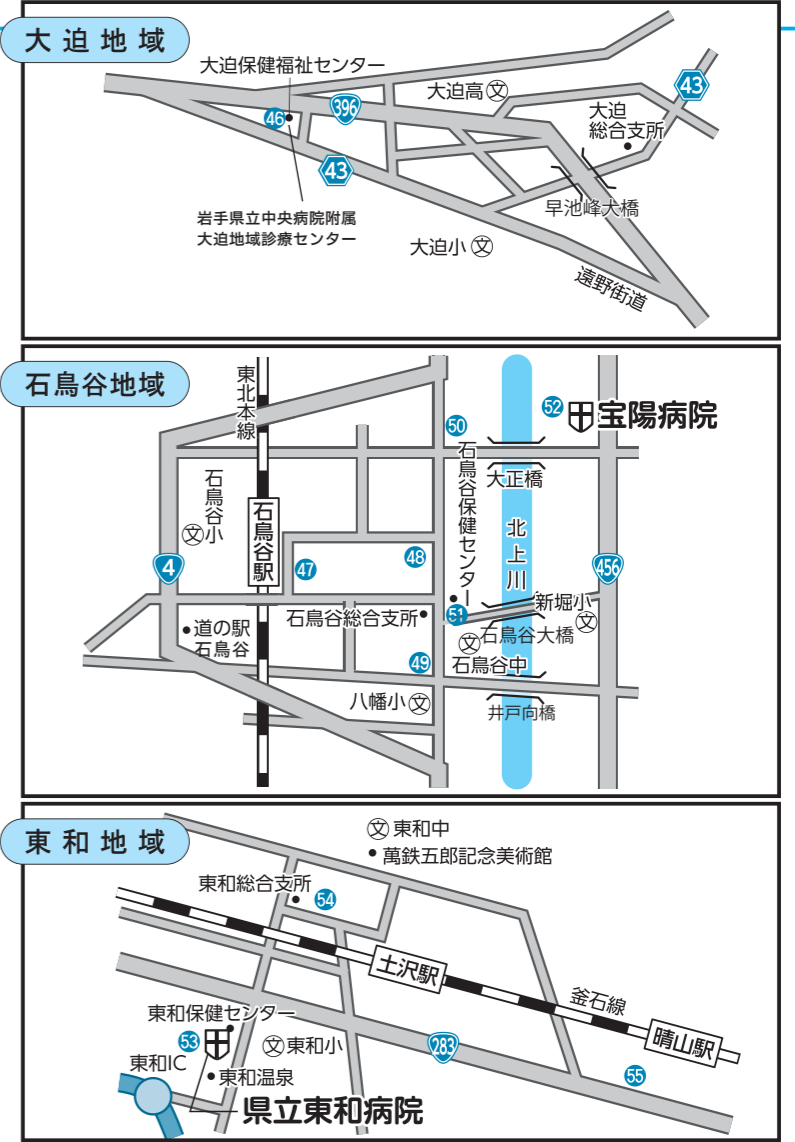 大迫地域
大迫保健福祉センター
大迫高 文
43
46
396
大迫
総合支所
43
早池峰大橋
岩手県立中央病院附属
大迫地域診療センター
大迫小 文
遠野街道
石鳥谷地域
東北本線
50
52
宝陽病院
石鳥谷小
文
石鳥谷保健センター
大正橋
石鳥谷駅
北上川
4
47
48
456
石鳥谷総合支所
51
新堀小
文
道の駅
石鳥谷
石鳥谷大橋
文
石鳥谷中
49
八幡小 文
井戸向橋
東和地域
文 東和中
萬鉄五郎記念美術館
東和総合支所
54
土沢駅
釜石線
晴山駅
東和保健センター
53
文 東和小
283
東和IC
東和温泉
55
県立東和病院